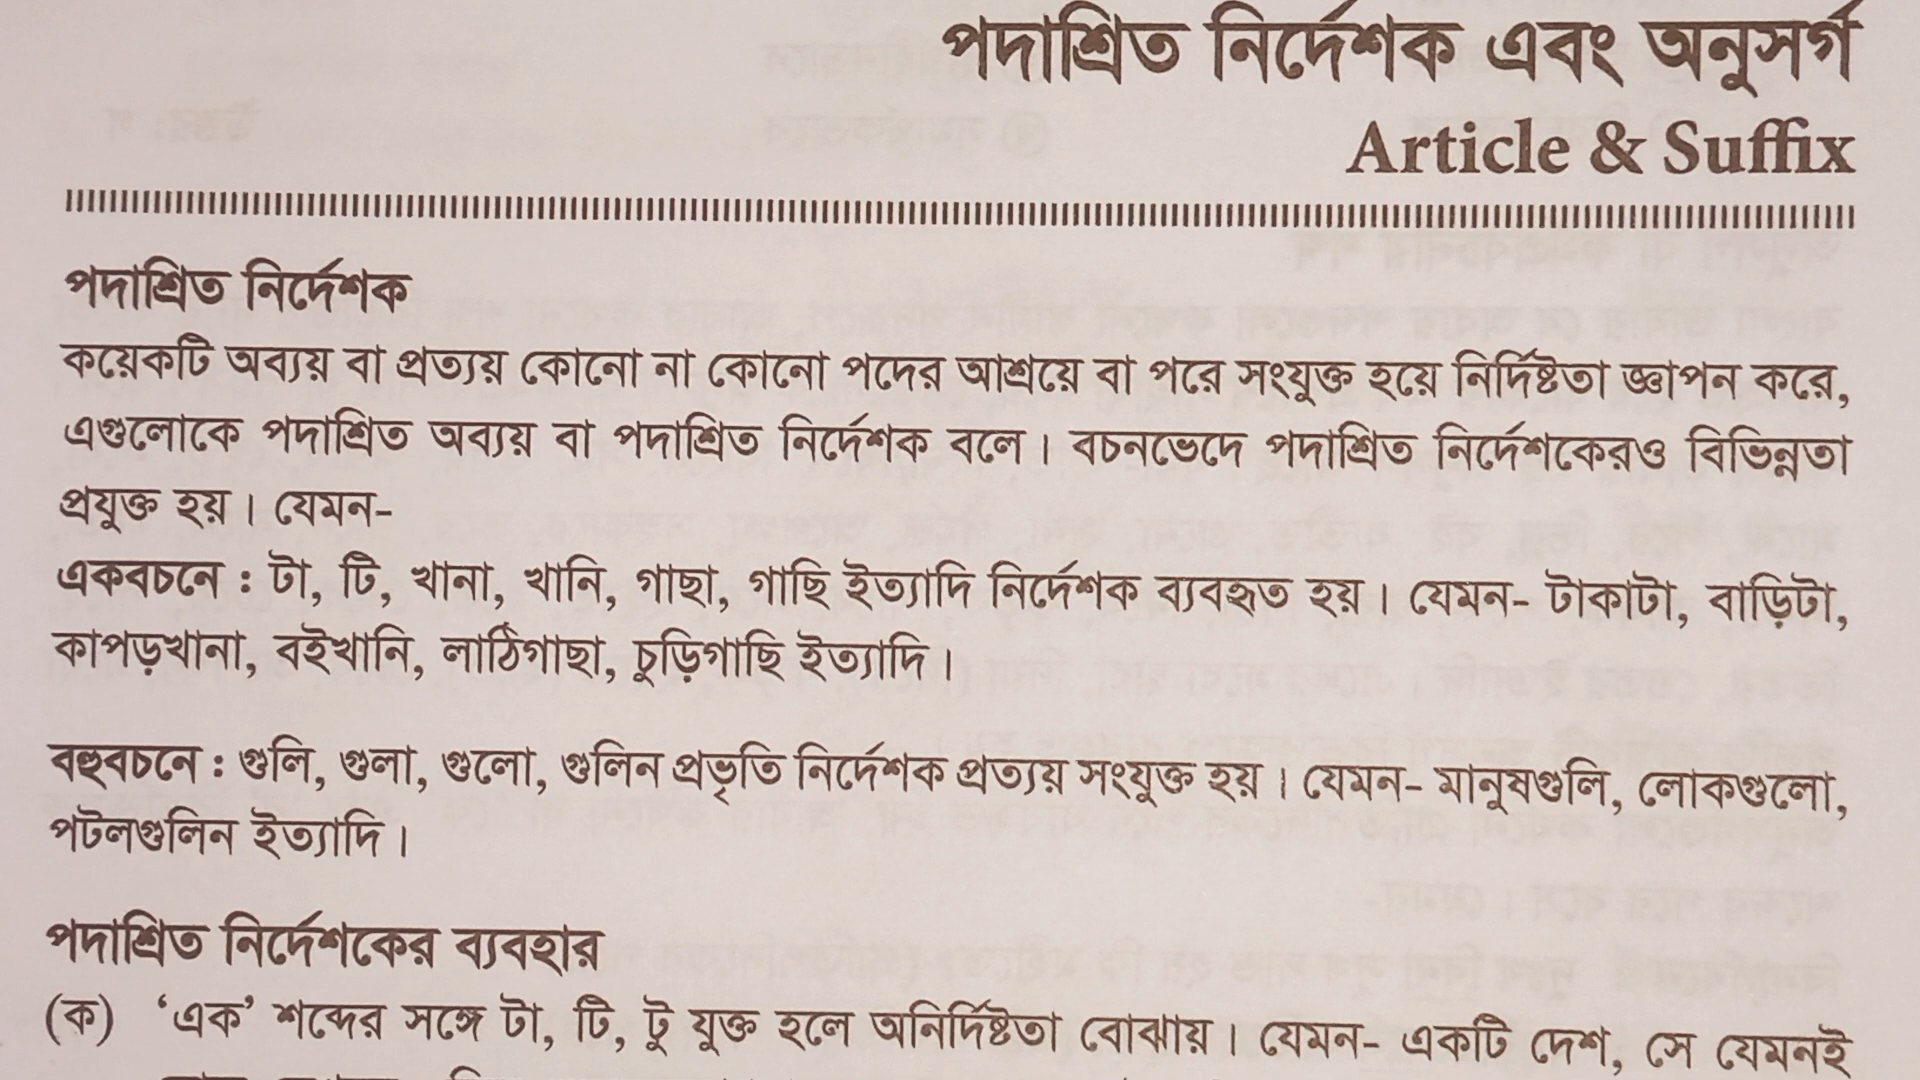 পদাশ্রিত নির্দেশক এবং অনুসর্গ
Article & Suffix
পদাশ্রিত নির্দেশক
কয়েকটি অব্যয় বা প্রত্যয় কোনো না কোনো পদের আশ্রয়ে বা পরে সংযুক্ত হয়ে নির্দিষ্টতা জ্ঞাপন করে,
এগুলোকে পদাশ্রিত অব্যয় বা পদাশ্রিত নির্দেশক বলে। বচনভেদে পদাশ্রিত নির্দেশকেরও বিভিন্নতা
প্রযুক্ত হয়। যেমন-
একবচনে : টা, টি, খানা, খানি, গাছা, গাছি ইত্যাদি নির্দেশক ব্যবহৃত হয়। যেমন- টাকাটা, বাড়িটা,
কাপড়খানা, বইখানি, লাঠিগাছা, চুড়িগাছি ইত্যাদি।
বহুবচনে : গুলি, গুলা, গুলো, গুলিন প্রভৃতি নির্দেশক প্রত্যয় সংযুক্ত হয়। যেমন- মানুষগুলি, লোকগুলো,
পটলগুলিন ইত্যাদি।
পদাশ্রিত নির্দেশকের ব্যবহার
(ক) ‘এক’ শব্দের সঙ্গে টা, টি, টু যুক্ত হলে অনির্দিষ্টতা বোঝায়। যেমন- একটি দেশ, সে যেমনই